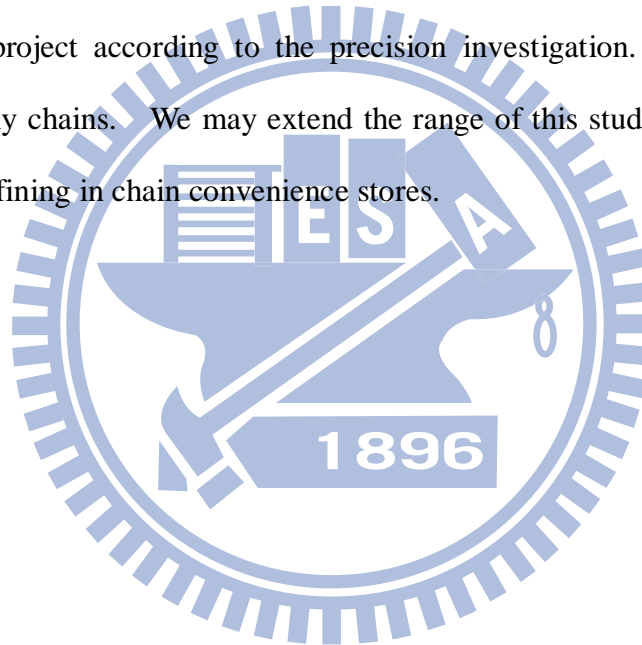 project according to the precision investigation.
y chains. We may extend the range of this stud
fining in chain convenience stores.
E S A
8
1896